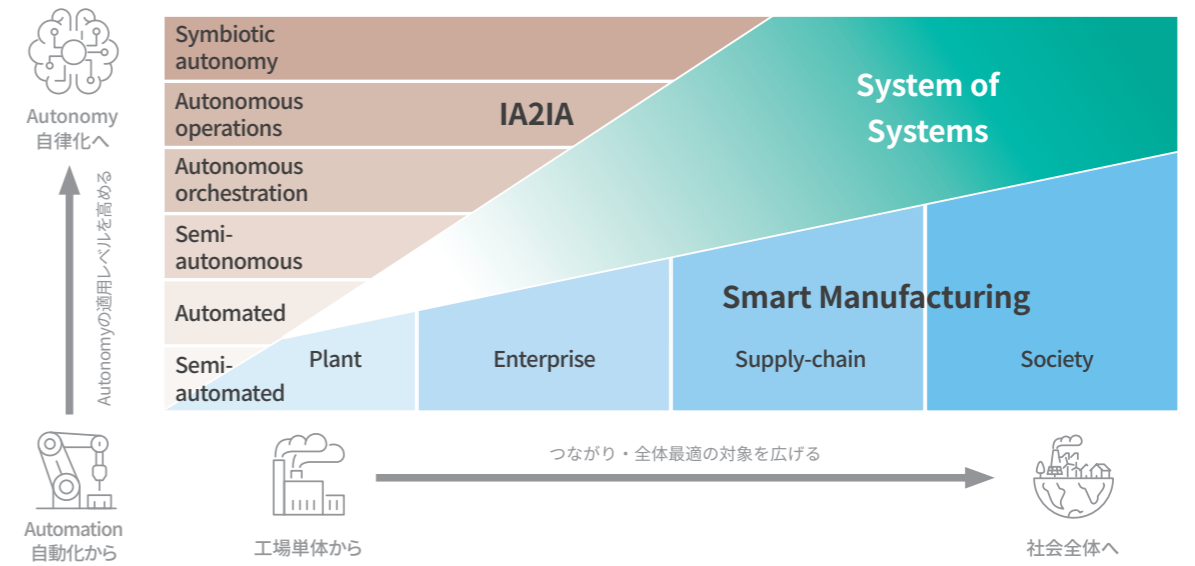 Autonomy
自律化へ
Autonomyの適用レベルを高める
Automation
自動化から
Symbiotic
autonomy
Autonomous
operations
Autonomous
orchestration
Semi-
autonomous
Automated
Semi-
automated
IA2IA
System of
Systems
Smart Manufacturing
Plant
Enterprise
Supply-chain
Society
つながり・全体最適の対象を広げる
工場単体から
社会全体へ